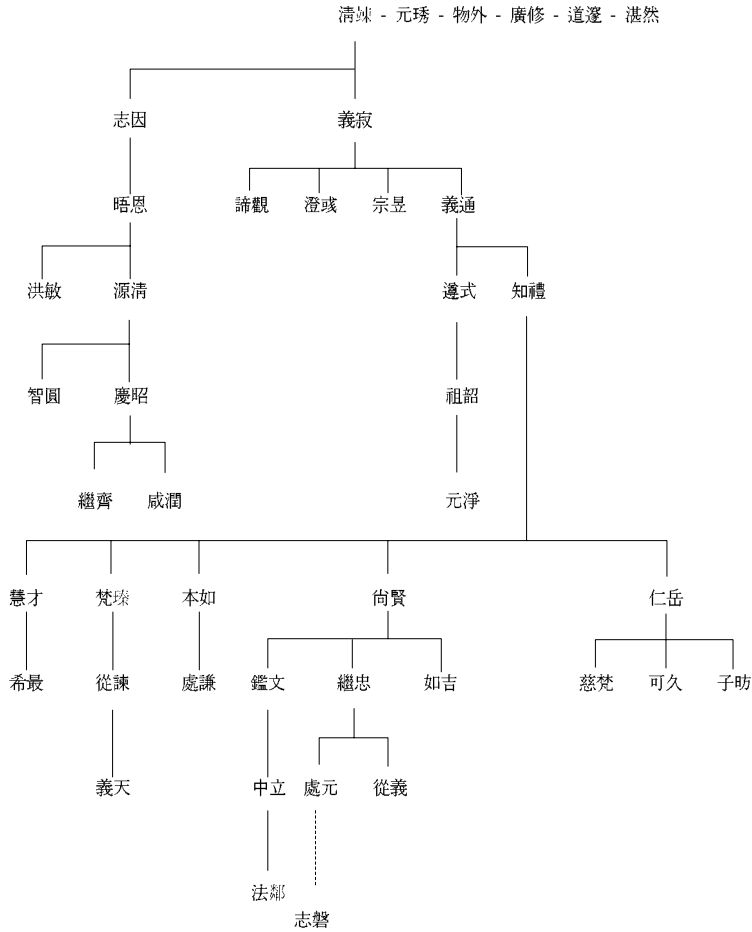 清竦 - 元琇 - 物外 - 廣修 - 道邃 - 湛然
志因 義寂
晤恩 諦觀 澄彧 宗昱 義通
洪敏 源清 遵式 知禮
智圓 慶昭 祖韶
繼齊 咸潤 元淨
慧才 梵臻 本如 尚賢 仁岳
希最 從諫 處謙 鑑文 繼忠 如吉 慈梵 可久 子昉
義天 中立 處元 從義
法鄰
志磐